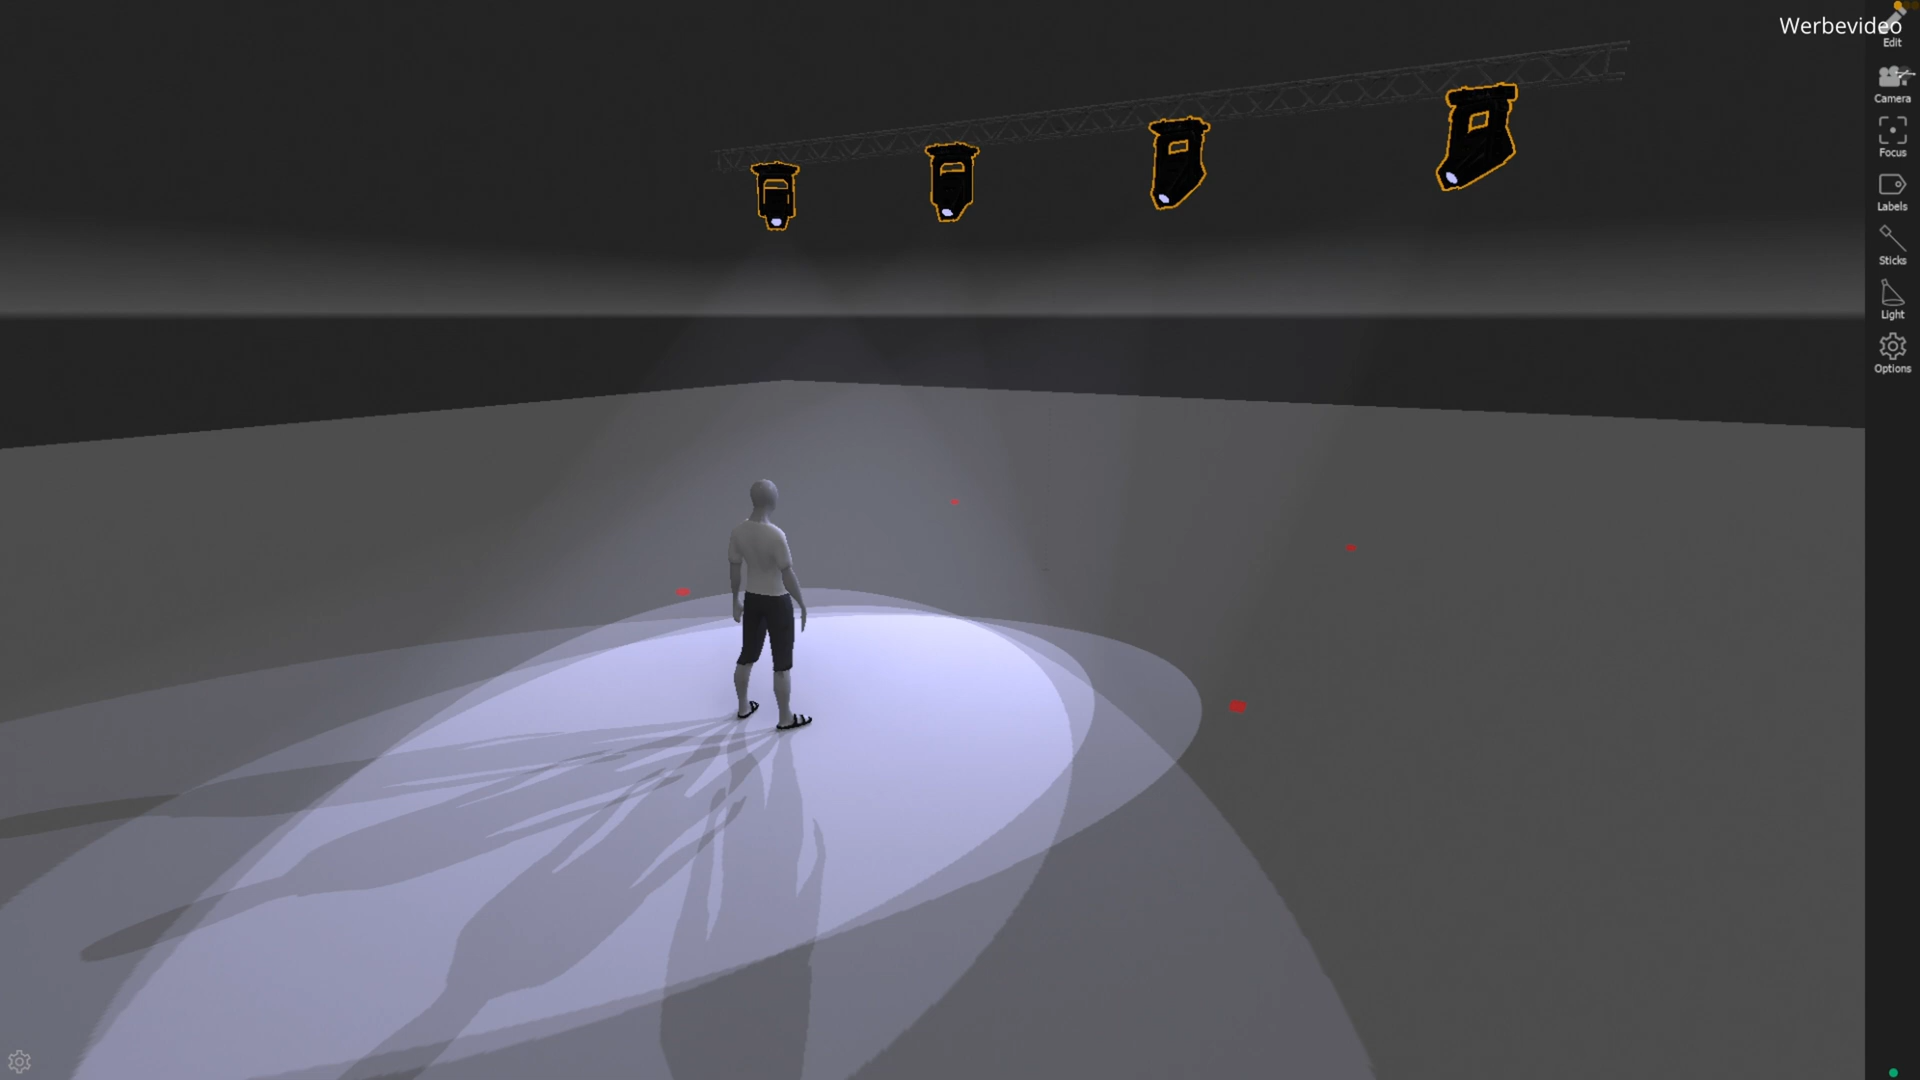 Werbevideo
Edit
Camera
Focus
Labels
Sticks
Light
Options